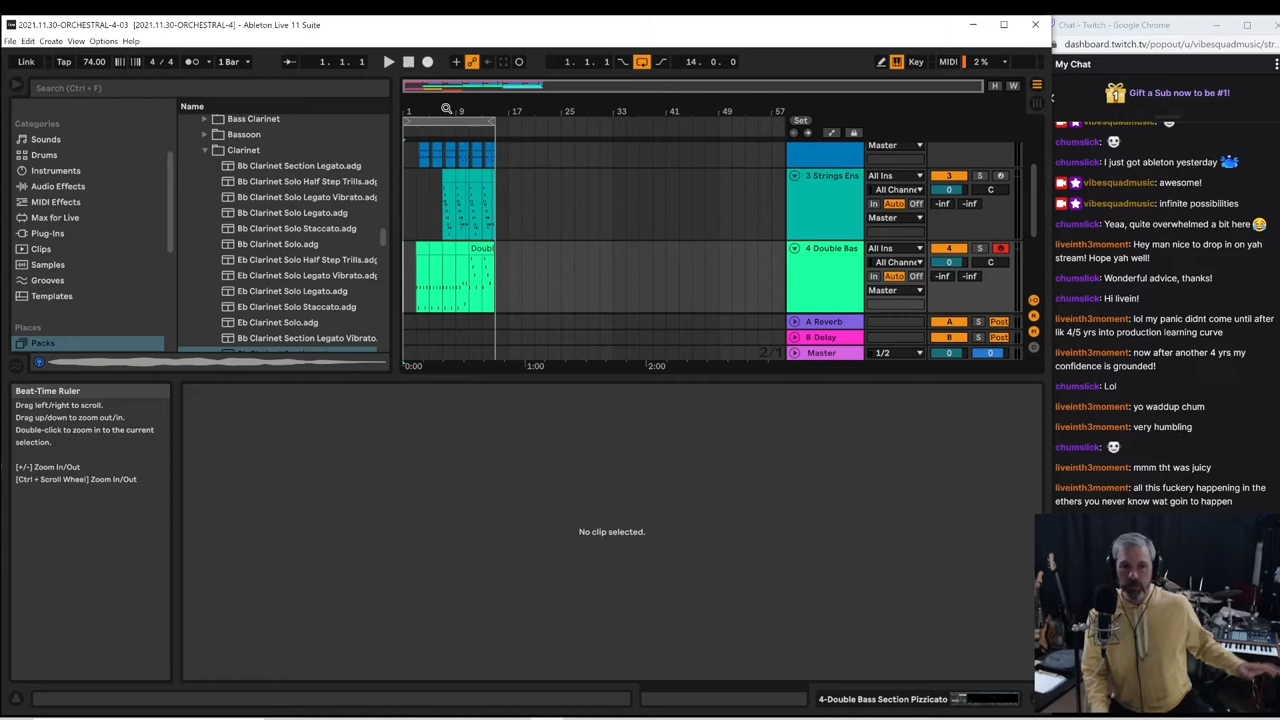 2021.11.30-ORCHESTRAL-4-03 [2021.11.30-ORCHESTRAL-4] - Ableton Live 11 Suite
File Edit Create View Options Help
Link Tap 74.00 4 / 4 1 Bar 1. 1. 1 1. 1. 1 14. 0. 0 Key MIDI 2 %
Search (Ctrl + F)
Categories
Sounds
Drums
Instruments
Audio Effects
MIDI Effects
Max for Live
Plug-Ins
Clips
Samples
Grooves
Templates
Places
Packs
Name
Bass Clarinet
Bassoon
Clarinet
Bb Clarinet Section Legato.adg
Bb Clarinet Solo Half Step Trills.adg
Bb Clarinet Solo Legato Vibrato.adg
Bb Clarinet Solo Legato.adg
Bb Clarinet Solo Staccato.adg
Bb Clarinet Solo.adg
Eb Clarinet Solo Half Step Trills.adg
Eb Clarinet Solo Legato Vibrato.adg
Eb Clarinet Solo Legato.adg
Eb Clarinet Solo Staccato.adg
Eb Clarinet Solo.adg
Bb Clarinet Section Legato Vibrato.
H W
1 9 17 25 33 41 49 57
Set
Master
3 Strings Ens All Ins 3 S
All Channe 0 C
In Auto Off -inf -inf
Master
Doubl
4 Double Bas All Ins 4 S
All Channe 0 C
In Auto Off -inf -inf
Master
A Reverb A S Post
B Delay B S Post
2/1 Master 1/2 0 0
0:00 1:00 2:00
Beat-Time Ruler
Drag left/right to scroll.
Drag up/down to zoom out/in.
Double-click to zoom in to the current
selection.
[+/-] Zoom In/Out
[Ctrl + Scroll Wheel] Zoom In/Out
No clip selected.
4-Double Bass Section Pizzicato
Chat - Twitch - Google Chrome
dashboard.twitch.tv/popout/u/vibesquadmusic/str
My Chat
Gift a Sub now to be #1!
chumslick:
chumslick: I just got ableton yesterday
vibesquadmusic: awesome!
vibesquadmusic: infinite possibilities
chumslick: Yeaa, quite overwhelmed a bit here
liveinth3moment: Hey man nice to drop in on yah
stream! Hope yah well!
chumslick: Wonderful advice, thanks!
chumslick: Hi livein!
liveinth3moment: lol my panic didnt come until after
lik 4/5 yrs into production learning curve
liveinth3moment: now after another 4 yrs my
confidence is grounded!
chumslick: Lol
liveinth3moment: yo waddup chum
liveinth3moment: very humbling
chumslick:
liveinth3moment: mmm tht was juicy
liveinth3moment: all this fuckery happening in the
ethers you never know wat goin to happen